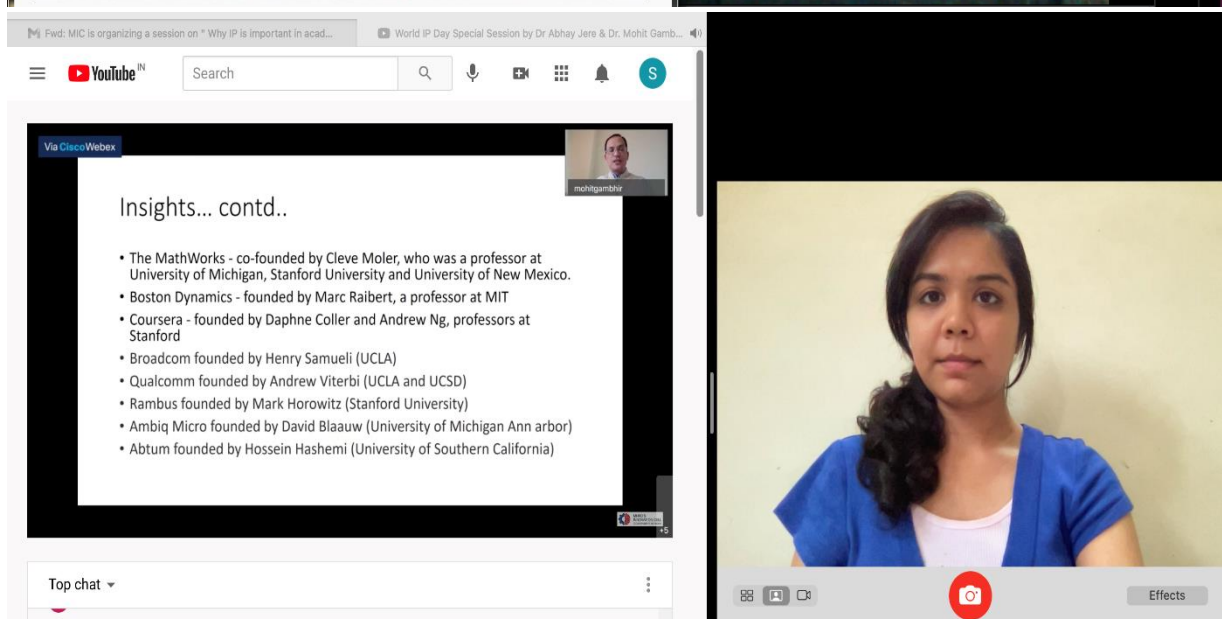 Fwd: MIC is organizing a session on " Why IP is important in acad...
World IP Day Special Session by Dr Abhay Jere & Dr. Mohit Gamb...
YouTube IN
Search
S
Via CiscoWebex
mohitgambhir
Insights... contd..
• The MathWorks - co-founded by Cleve Moler, who was a professor at
University of Michigan, Stanford University and University of New Mexico.
• Boston Dynamics - founded by Marc Raibert, a professor at MIT
• Coursera - founded by Daphne Coller and Andrew Ng, professors at
Stanford
• Broadcom founded by Henry Samueli (UCLA)
• Qualcomm founded by Andrew Viterbi (UCLA and UCSD)
• Rambus founded by Mark Horowitz (Stanford University)
• Ambiq Micro founded by David Blaauw (University of Michigan Ann arbor)
• Abtum founded by Hossein Hashemi (University of Southern California)
+5
Top chat
Effects